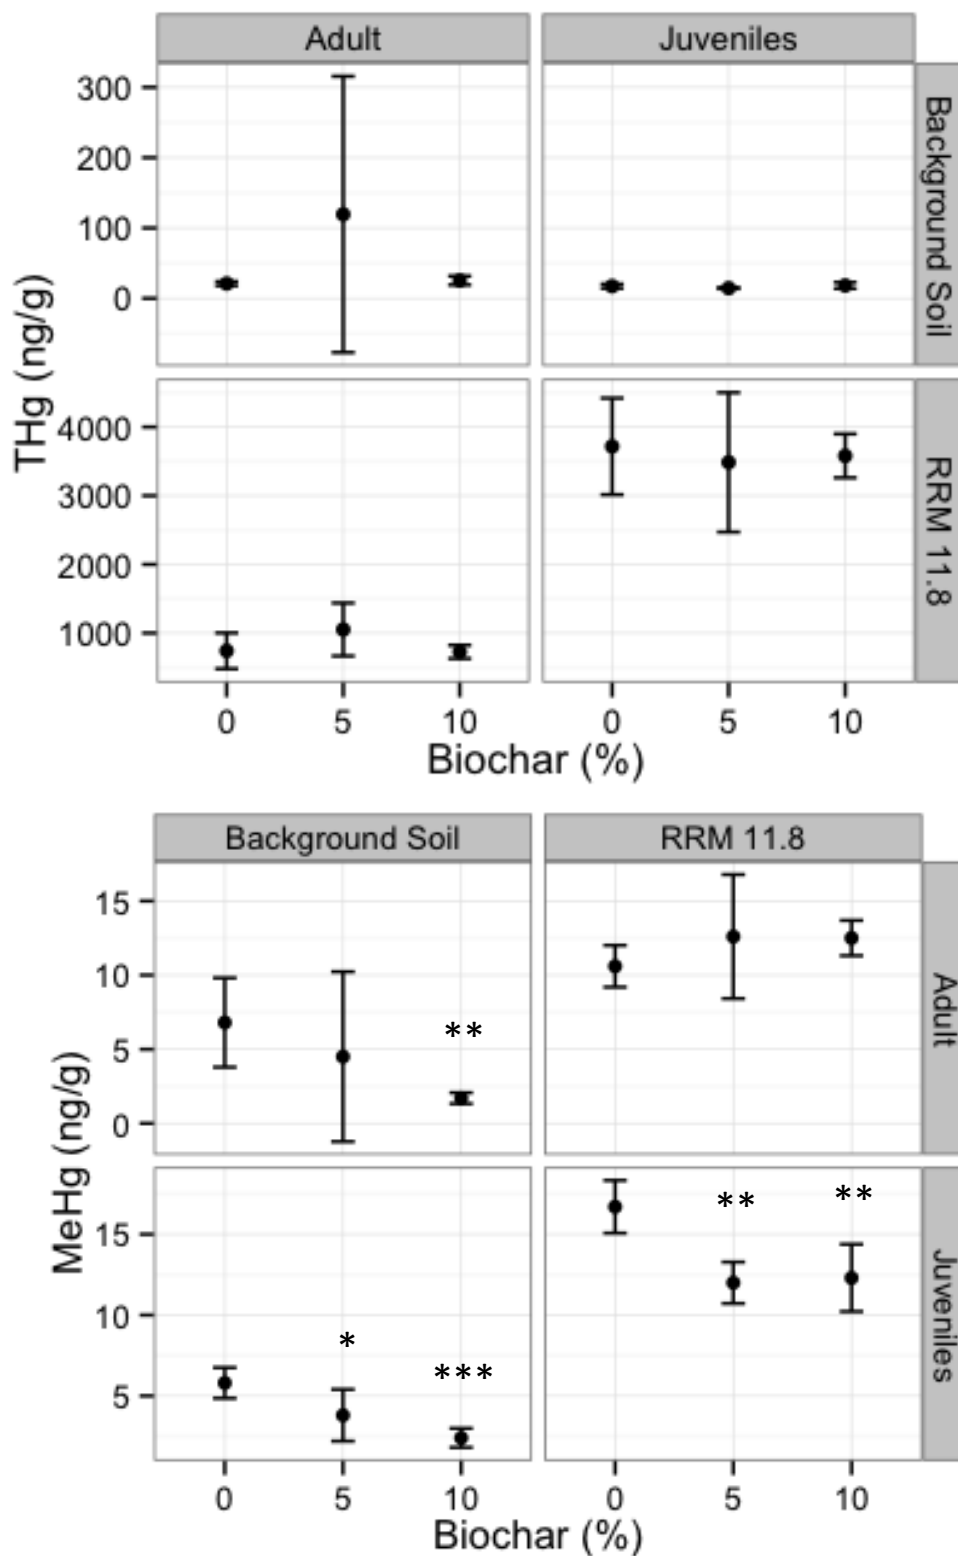 Adult Juveniles
THg (ng/g)
300
200
100
0
Background Soil
4000
3000
2000
1000
RRM 11.8
0 5 10 0 5 10
Biochar (%)
Background Soil RRM 11.8
MeHg (ng/g)
15
10
5
0
**
Adult
15
10
5
* *** ** **
Juveniles
0 5 10 0 5 10
Biochar (%)